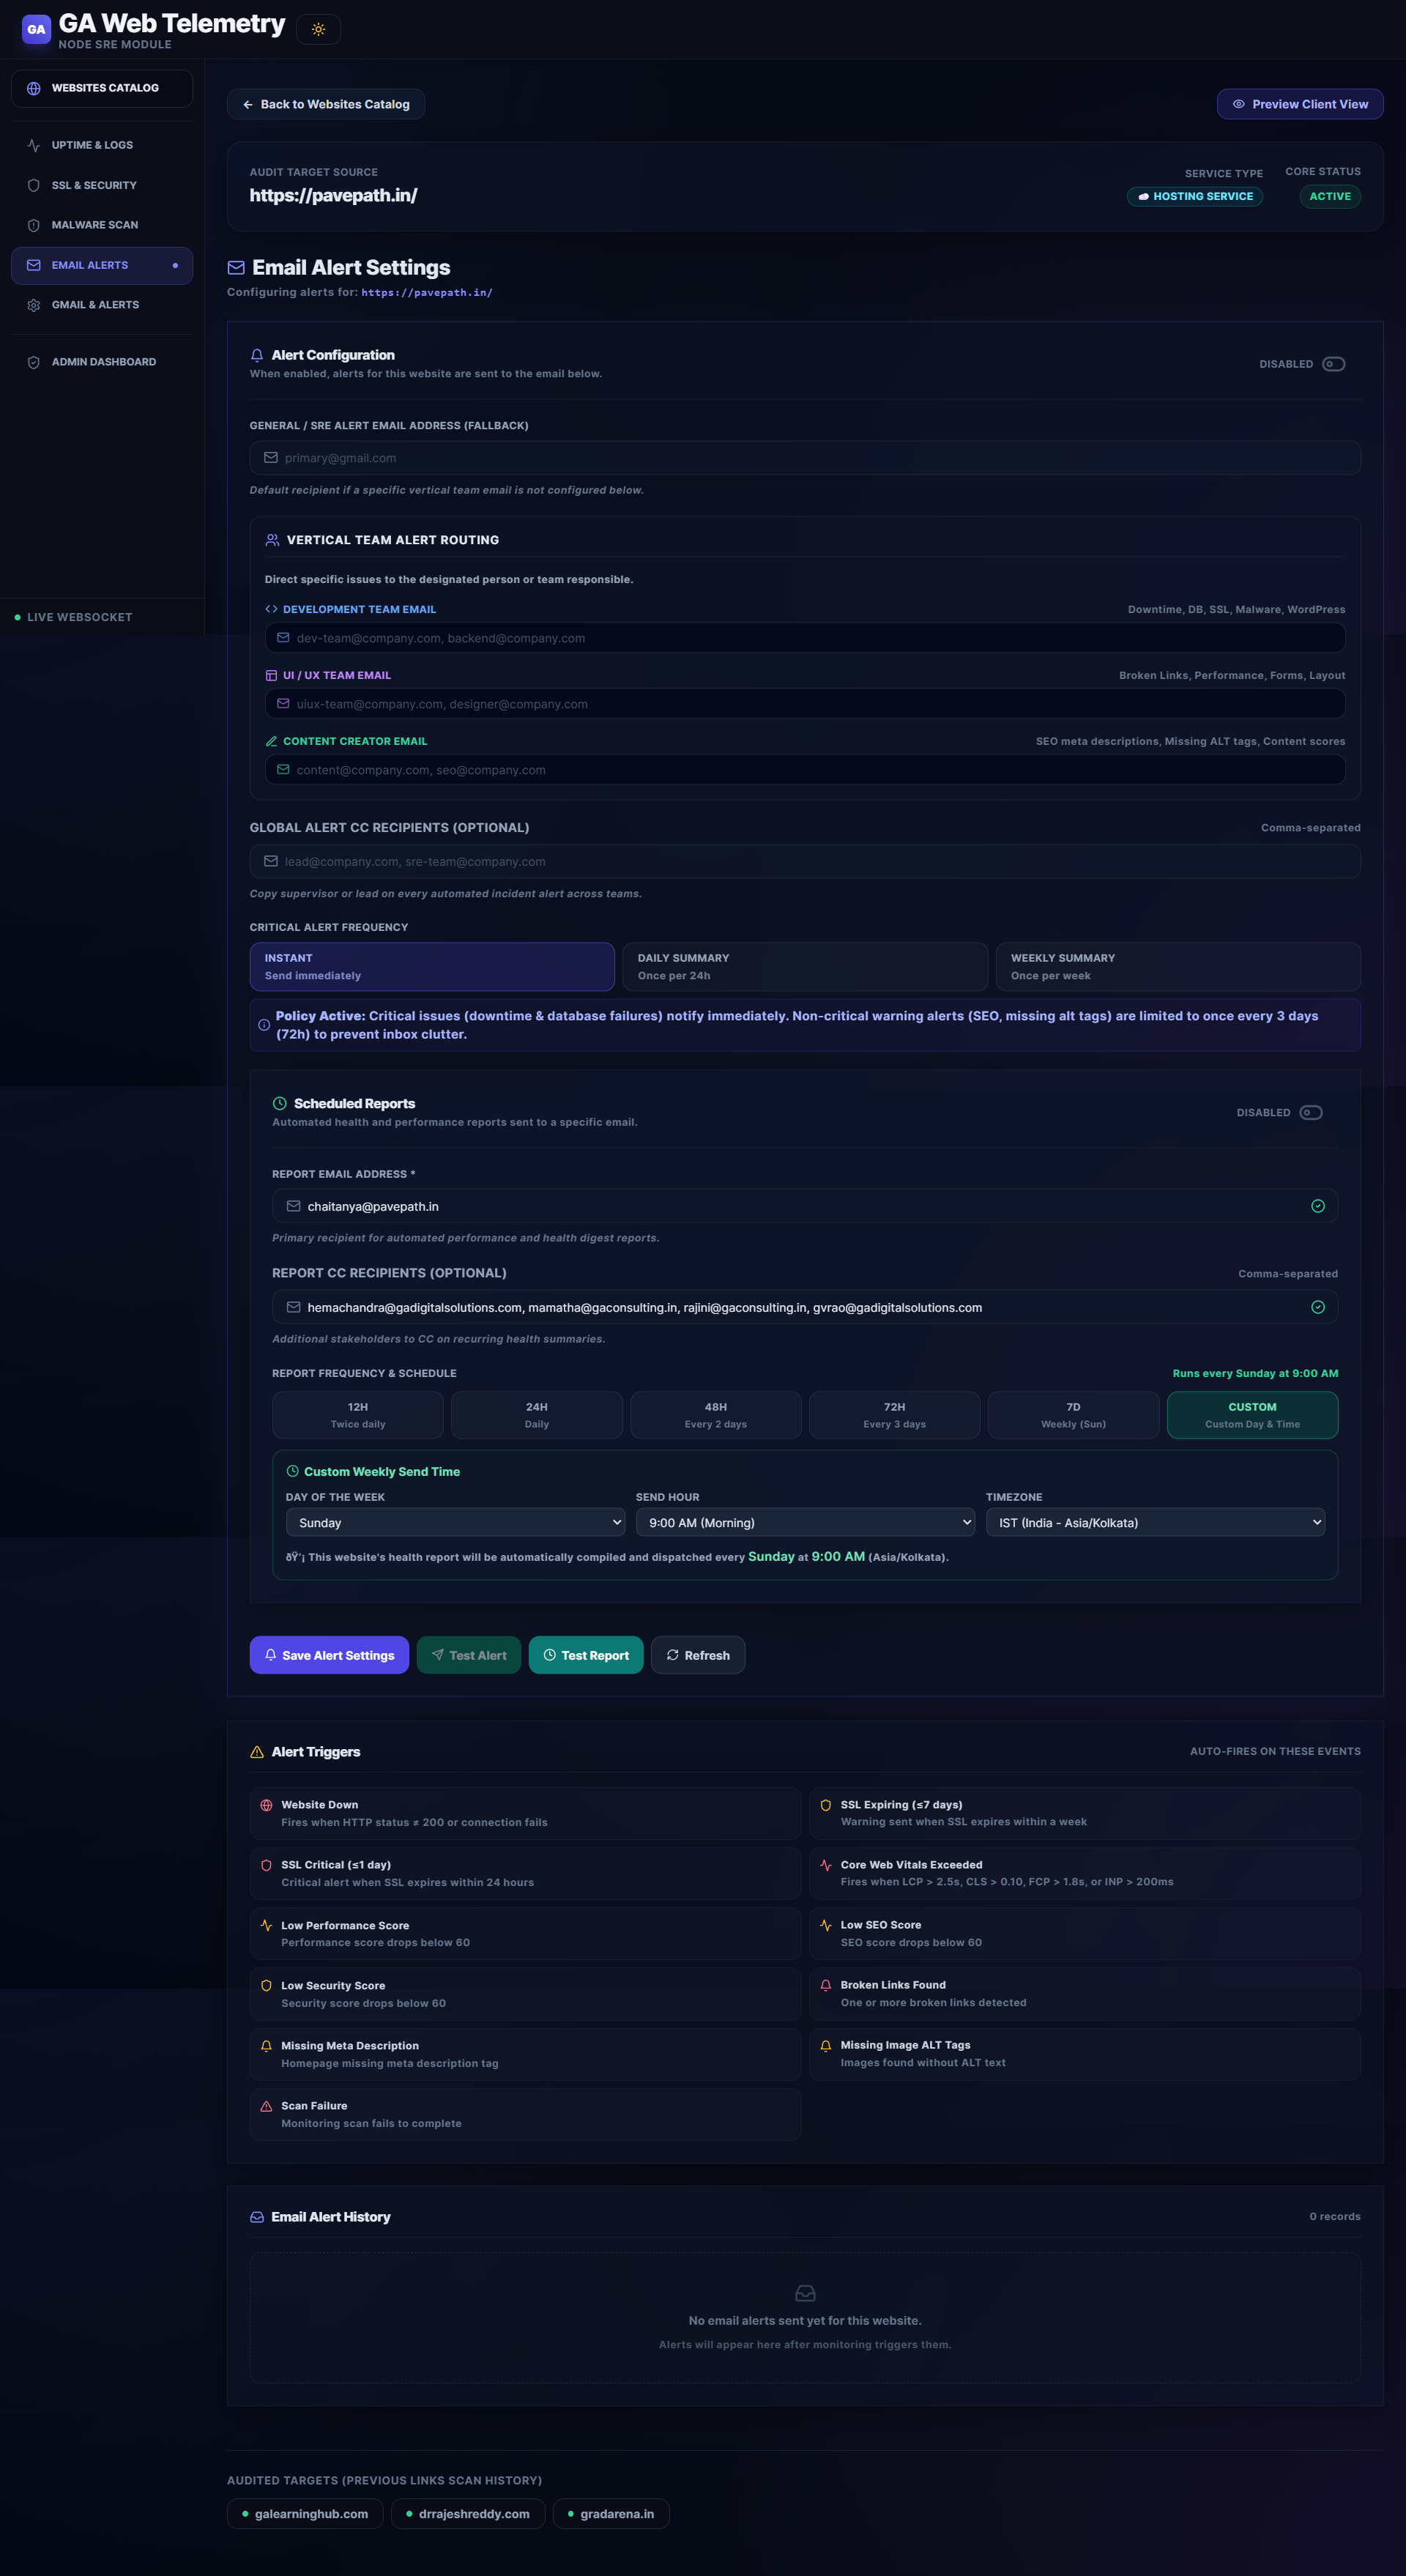 GA
GA Web Telemetry
NODE SRE MODULE
WEBSITES CATALOG
UPTIME & LOGS
SSL & SECURITY
MALWARE SCAN
EMAIL ALERTS
GMAIL & ALERTS
ADMIN DASHBOARD
LIVE WEBSOCKET
Back to Websites Catalog
Preview Client View
AUDIT TARGET SOURCE
https://pavepath.in/
SERVICE TYPE
HOSTING SERVICE
CORE STATUS
ACTIVE
Email Alert Settings
Configuring alerts for: https://pavepath.in/
Alert Configuration
When enabled, alerts for this website are sent to the email below.
DISABLED
GENERAL / SRE ALERT EMAIL ADDRESS (FALLBACK)
primary@gmail.com
Default recipient if a specific vertical team email is not configured below.
VERTICAL TEAM ALERT ROUTING
Direct specific issues to the designated person or team responsible.
DEVELOPMENT TEAM EMAIL
Downtime, DB, SSL, Malware, WordPress
dev-team@company.com, backend@company.com
UI / UX TEAM EMAIL
Broken Links, Performance, Forms, Layout
uiux-team@company.com, designer@company.com
CONTENT CREATOR EMAIL
SEO meta descriptions, Missing ALT tags, Content scores
content@company.com, seo@company.com
GLOBAL ALERT CC RECIPIENTS (OPTIONAL)
Comma-separated
lead@company.com, sre-team@company.com
Copy supervisor or lead on every automated incident alert across teams.
CRITICAL ALERT FREQUENCY
INSTANT
Send immediately
DAILY SUMMARY
Once per 24h
WEEKLY SUMMARY
Once per week
Policy Active: Critical issues (downtime & database failures) notify immediately. Non-critical warning alerts (SEO, missing alt tags) are limited to once every 3 days
(72h) to prevent inbox clutter.
Scheduled Reports
Automated health and performance reports sent to a specific email.
DISABLED
REPORT EMAIL ADDRESS *
chaitanya@pavepath.in
Primary recipient for automated performance and health digest reports.
REPORT CC RECIPIENTS (OPTIONAL)
Comma-separated
hemachandra@gadigitalsolutions.com, mamatha@gaconsulting.in, rajini@gaconsulting.in, gvrao@gadigitalsolutions.com
Additional stakeholders to CC on recurring health summaries.
REPORT FREQUENCY & SCHEDULE
Runs every Sunday at 9:00 AM
12H
Twice daily
24H
Daily
48H
Every 2 days
72H
Every 3 days
7D
Weekly (Sun)
CUSTOM
Custom Day & Time
Custom Weekly Send Time
DAY OF THE WEEK
Sunday
SEND HOUR
9:00 AM (Morning)
TIMEZONE
IST (India - Asia/Kolkata)
ðŸ'¡ This website's health report will be automatically compiled and dispatched every Sunday at 9:00 AM (Asia/Kolkata).
Save Alert Settings
Test Alert
Test Report
Refresh
Alert Triggers
AUTO-FIRES ON THESE EVENTS
Website Down
Fires when HTTP status ≠ 200 or connection fails
SSL Expiring (≤7 days)
Warning sent when SSL expires within a week
SSL Critical (≤1 day)
Critical alert when SSL expires within 24 hours
Core Web Vitals Exceeded
Fires when LCP > 2.5s, CLS > 0.10, FCP > 1.8s, or INP > 200ms
Low Performance Score
Performance score drops below 60
Low SEO Score
SEO score drops below 60
Low Security Score
Security score drops below 60
Broken Links Found
One or more broken links detected
Missing Meta Description
Homepage missing meta description tag
Missing Image ALT Tags
Images found without ALT text
Scan Failure
Monitoring scan fails to complete
Email Alert History
0 records
No email alerts sent yet for this website.
Alerts will appear here after monitoring triggers them.
AUDITED TARGETS (PREVIOUS LINKS SCAN HISTORY)
galearninghub.com
drrajeshreddy.com
gradarena.in